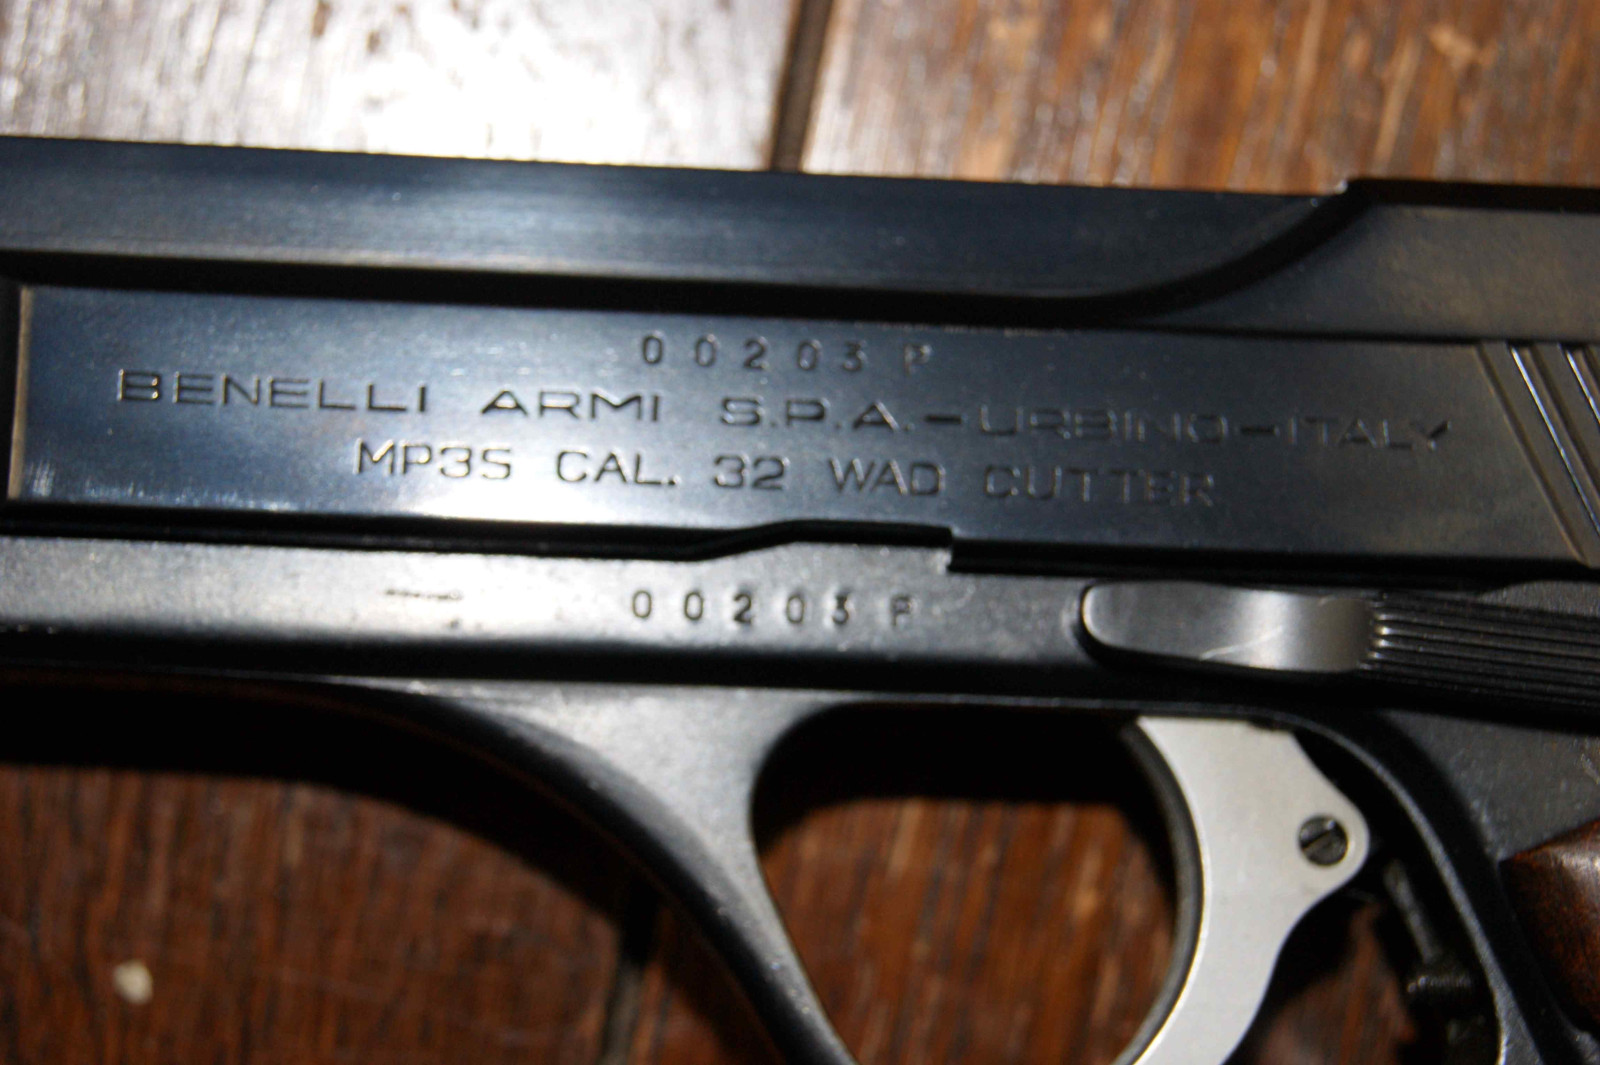 00203 P
BENELLI ARMI S.P.A.-URBINO-ITALY
MP3S CAL. 32 WAD CUTTER
00203 P